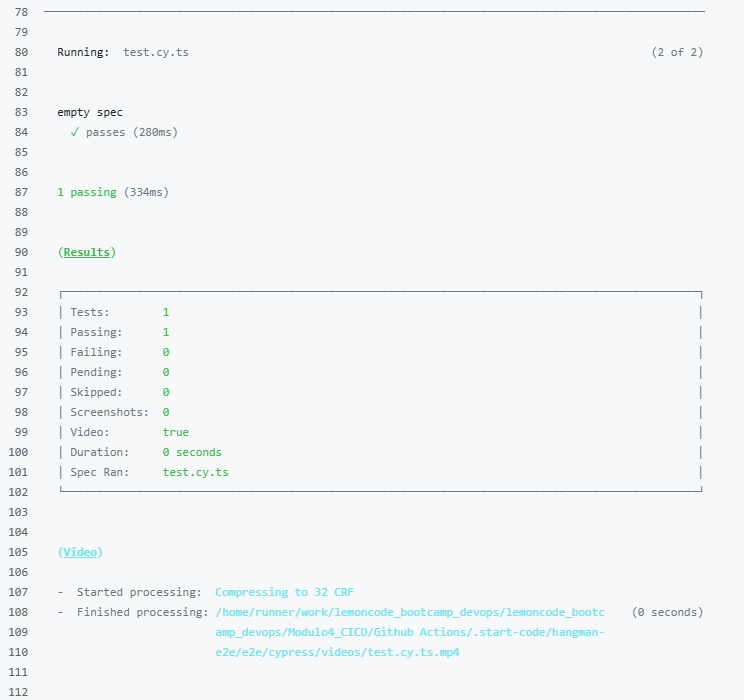 78
79
80 Running: test.cy.ts (2 of 2)
81
82
83 empty spec
84 ✓ passes (280ms)
85
86
87 1 passing (334ms)
88
89
90 (Results)
91
92
93 │ Tests: 1 │
94 │ Passing: 1 │
95 │ Failing: 0 │
96 │ Pending: 0 │
97 │ Skipped: 0 │
98 │ Screenshots: 0 │
99 │ Video: true │
100 │ Duration: 0 seconds │
101 │ Spec Ran: test.cy.ts │
102
103
104
105 (Video)
106
107 - Started processing: Compressing to 32 CRF
108 - Finished processing: /home/runner/work/lemoncode_bootcamp_devops/lemoncode_bootc (0 seconds)
109 amp_devops/Modulo4_CICD/Github Actions/.start-code/hangman-
110 e2e/e2e/cypress/videos/test.cy.ts.mp4
111
112